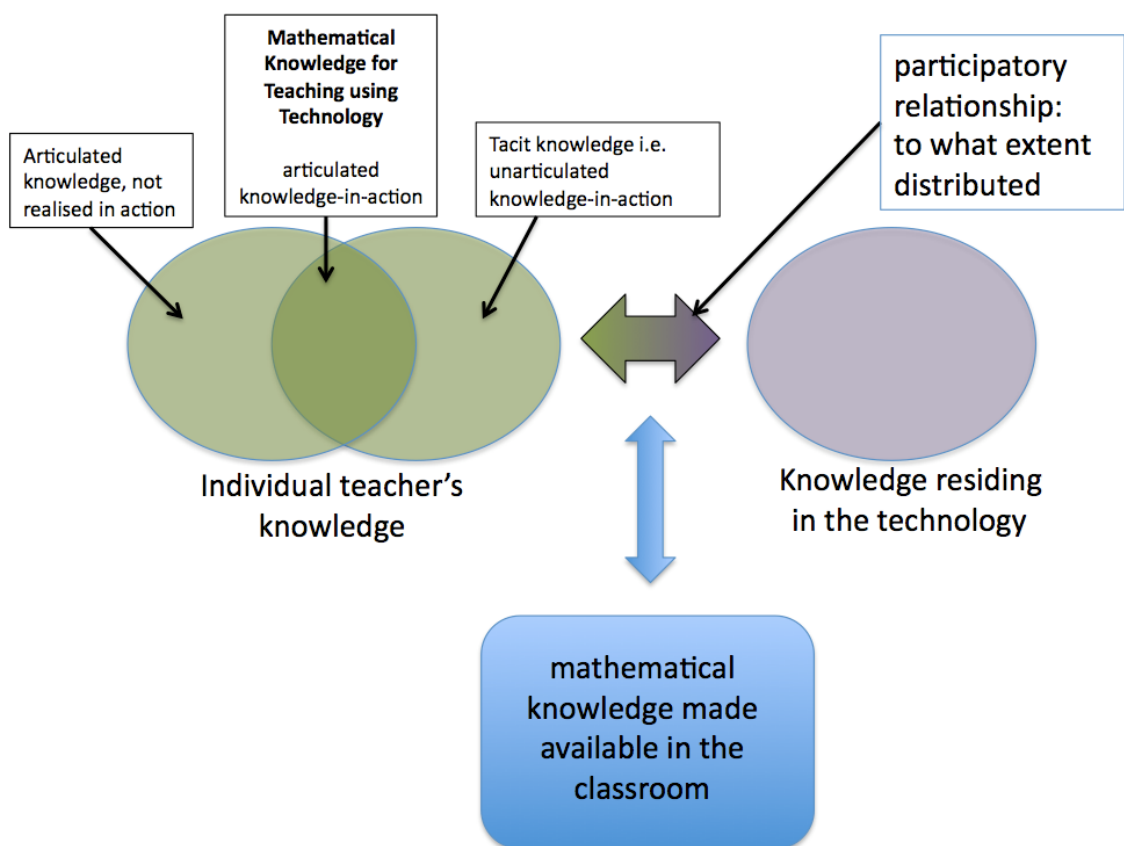 Mathematical
Knowledge for
Teaching using
Technology
articulated
knowledge-in-action
participatory
relationship:
to what extent
distributed
Articulated
knowledge, not
realised in action
Tacit knowledge i.e.
unarticulated
knowledge-in-action
Individual teacher’s
knowledge
Knowledge residing
in the technology
mathematical
knowledge made
available in the
classroom